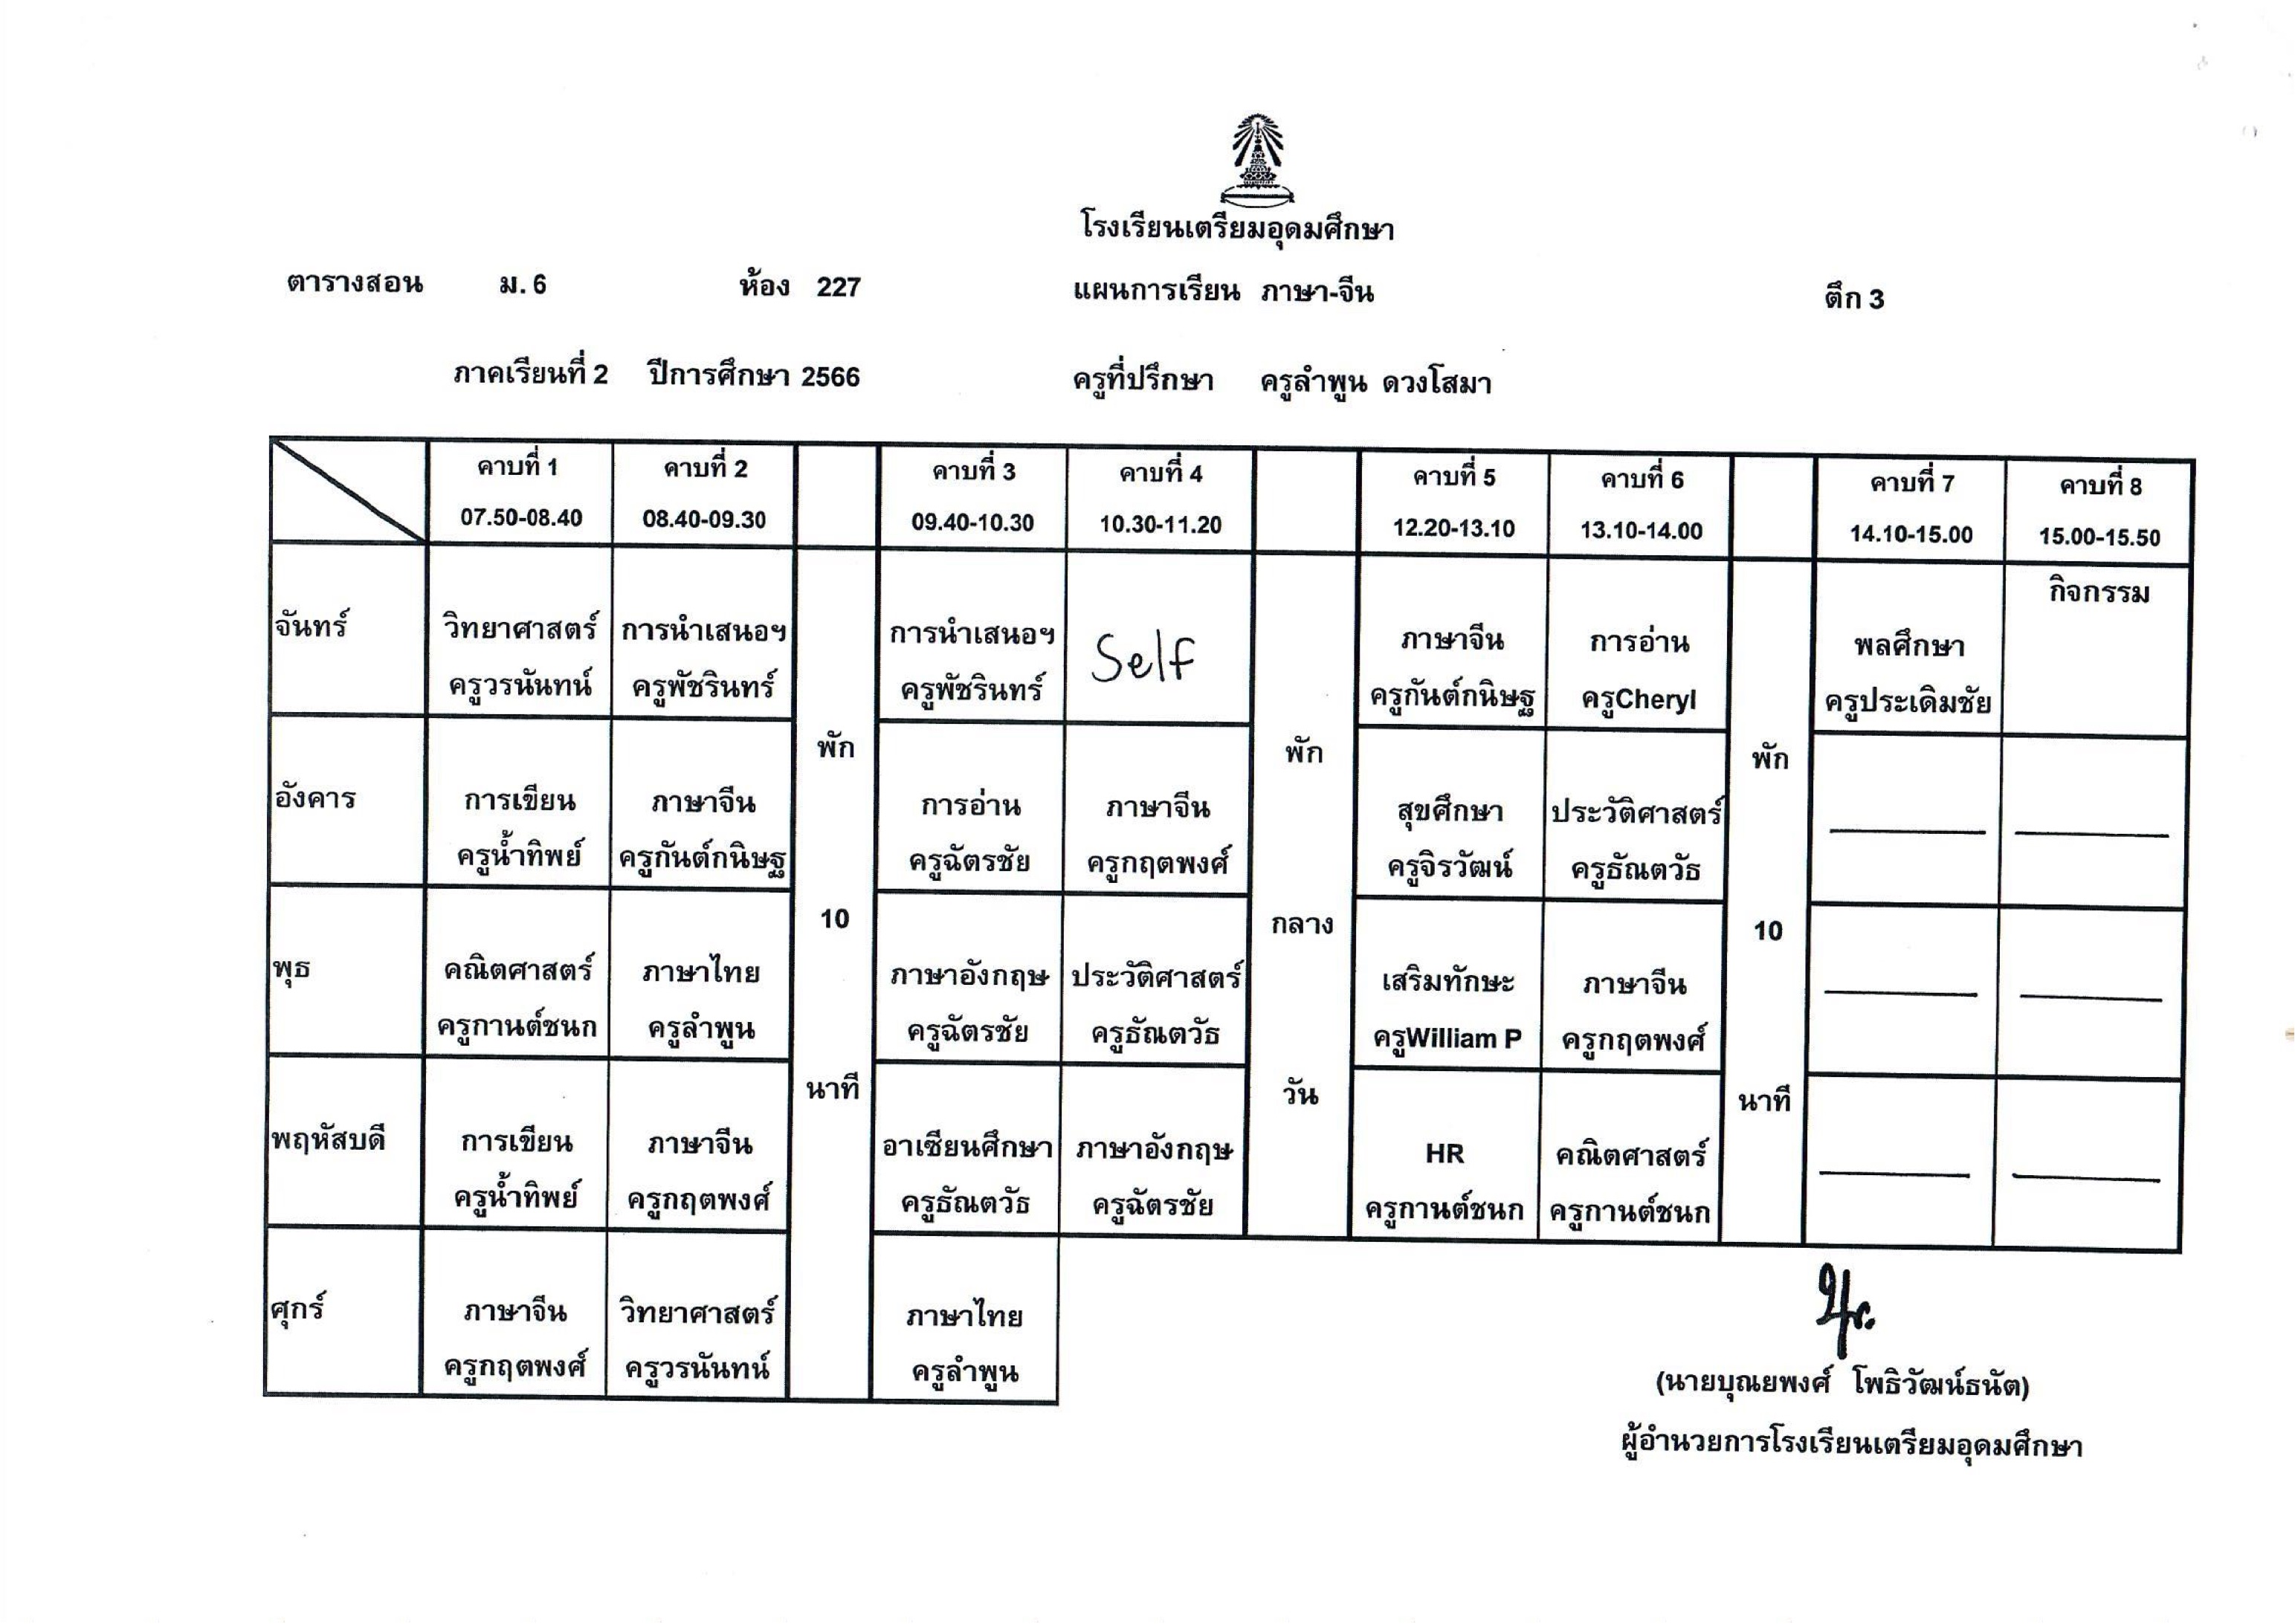 โรงเรียนเตรียมอุดมศึกษา
ตารางสอน ม. 6 ห้อง 227 แผนการเรียน ภาษา-จีน ตึก 3
ภาคเรียนที่ 2 ปีการศึกษา 2566 ครูที่ปรึกษา ครูลำพูน ดวงโสมา
คาบที่ 1 คาบที่ 2 คาบที่ 3 คาบที่ 4 คาบที่ 5 คาบที่ 6 คาบที่ 7 คาบที่ 8
07.50-08.40 08.40-09.30 09.40-10.30 10.30-11.20 12.20-13.10 13.10-14.00 14.10-15.00 15.00-15.50
จันทร์ วิทยาศาสตร์ การนำเสนอฯ การนำเสนอฯ Self ภาษาจีน การอ่าน พลศึกษา กิจกรรม
ครูวรนันทน์ ครูพัชรินทร์ ครูพัชรินทร์ ครูกันต์กนิษฐ ครูCheryl ครูประเดิมชัย
พัก พัก พัก
อังคาร การเขียน ภาษาจีน การอ่าน ภาษาจีน สุขศึกษา ประวัติศาสตร์
ครูน้ำทิพย์ ครูกันต์กนิษฐ ครูฉัตรชัย ครูกฤตพงศ์ ครูจิรวัฒน์ ครูธัณตวัธ
10 กลาง 10
พุธ คณิตศาสตร์ ภาษาไทย ภาษาอังกฤษ ประวัติศาสตร์ เสริมทักษะ ภาษาจีน
ครูกานต์ชนก ครูลำพูน ครูฉัตรชัย ครูธัณตวัธ ครูWilliam P ครูกฤตพงศ์
นาที วัน นาที
พฤหัสบดี การเขียน ภาษาจีน อาเซียนศึกษา ภาษาอังกฤษ HR คณิตศาสตร์
ครูน้ำทิพย์ ครูกฤตพงศ์ ครูธัณตวัธ ครูฉัตรชัย ครูกานต์ชนก ครูกานต์ชนก
ศุกร์ ภาษาจีน วิทยาศาสตร์ ภาษาไทย
ครูกฤตพงศ์ ครูวรนันทน์ ครูลำพูน
(นายบุณยพงศ์ โพธิวัฒน์ธนัต)
ผู้อำนวยการโรงเรียนเตรียมอุดมศึกษา